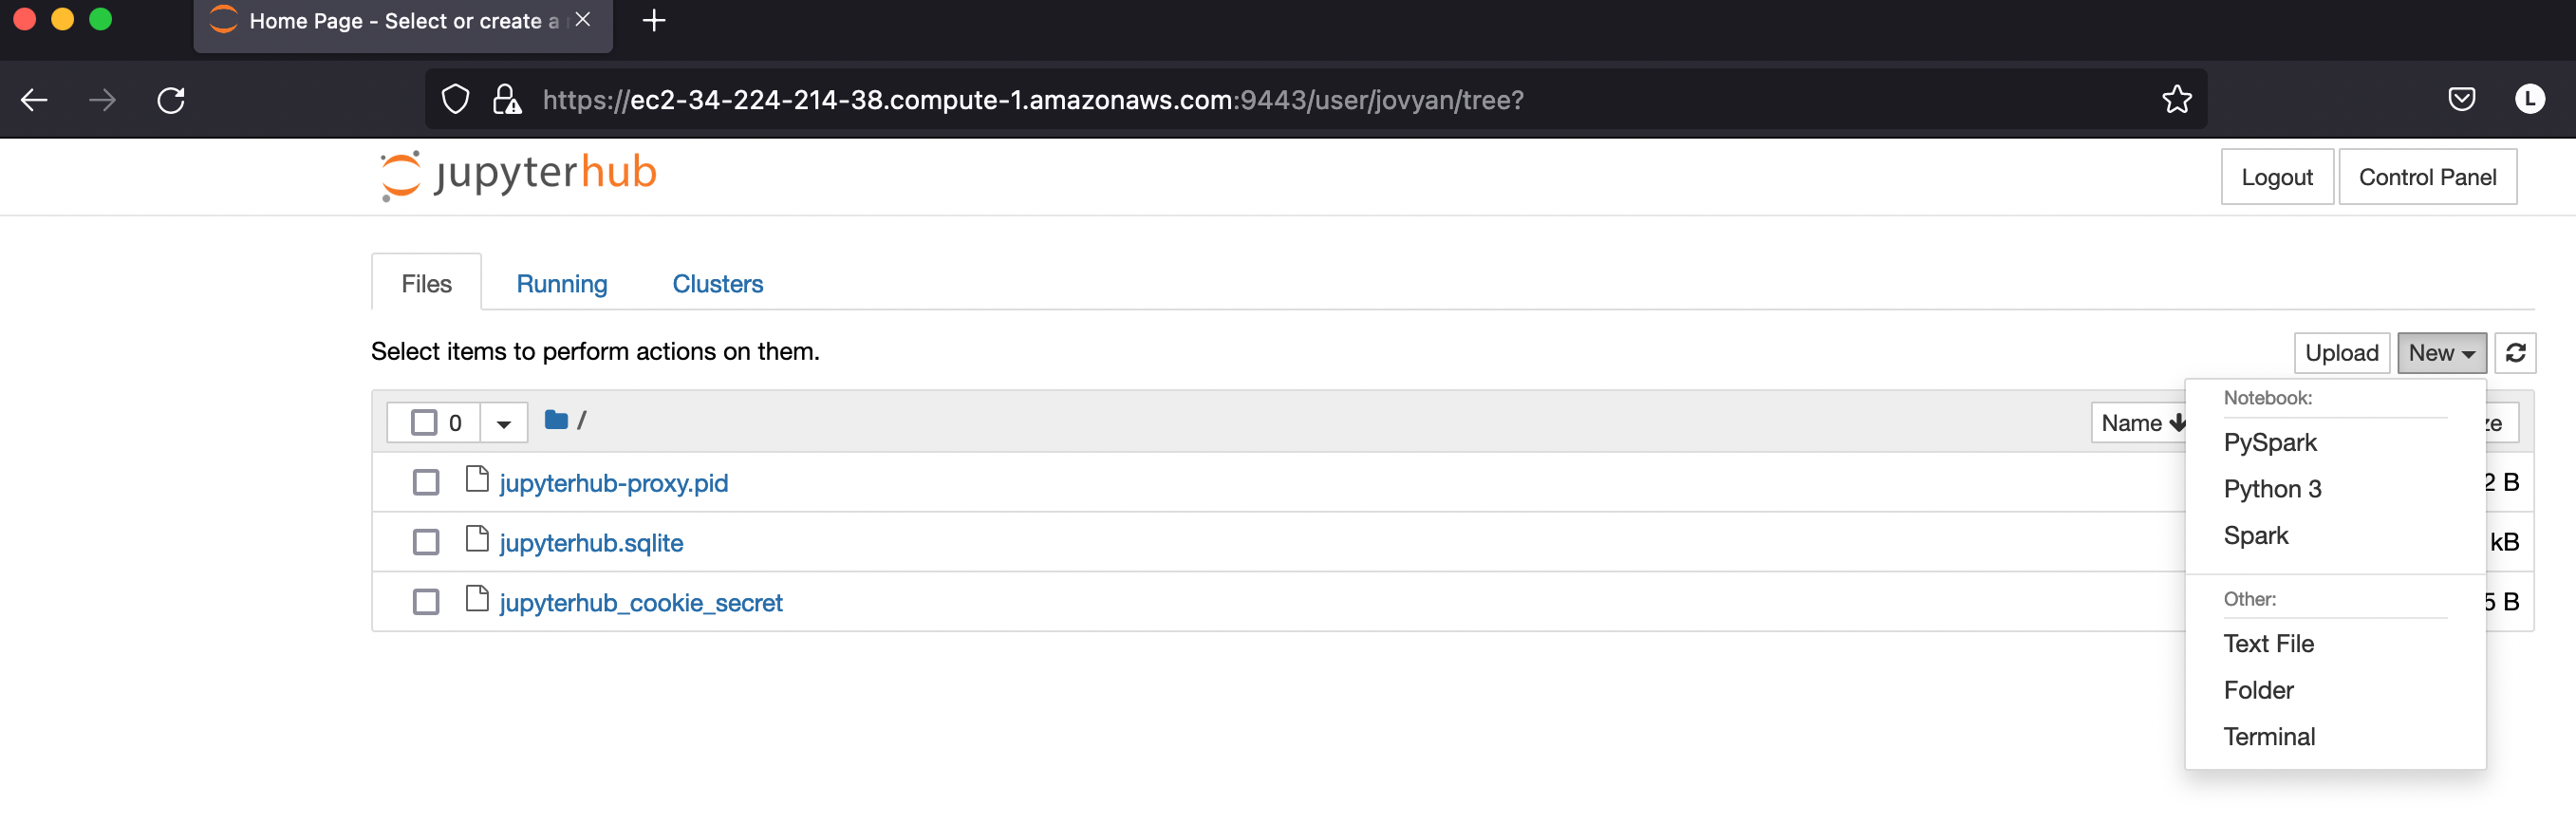 Home Page - Select or create a
https://ec2-34-224-214-38.compute-1.amazonaws.com:9443/user/jovyan/tree?
L
jupyterhub
Logout
Control Panel
Files
Running
Clusters
Select items to perform actions on them.
Upload
New
0
/
Name
Notebook:
PySpark
Python 3
Spark
Other:
Text File
Folder
Terminal
jupyterhub-proxy.pid
2 B
jupyterhub.sqlite
kB
jupyterhub_cookie_secret
5 B